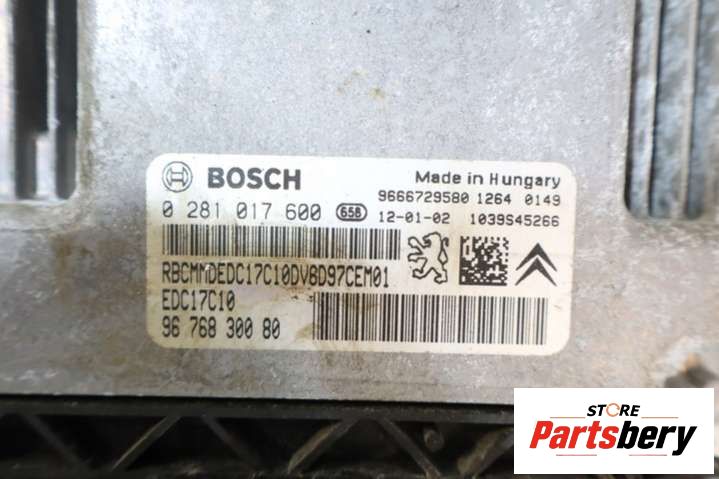 BOSCH
Made in Hungary
0 281 017 600 658
9666729580 1264 0149
12-01-02 1039S45266
RBCMMDEDC17C10DV6D97CEM01
EDC17C10
96 768 300 80
STORE
Partsbery